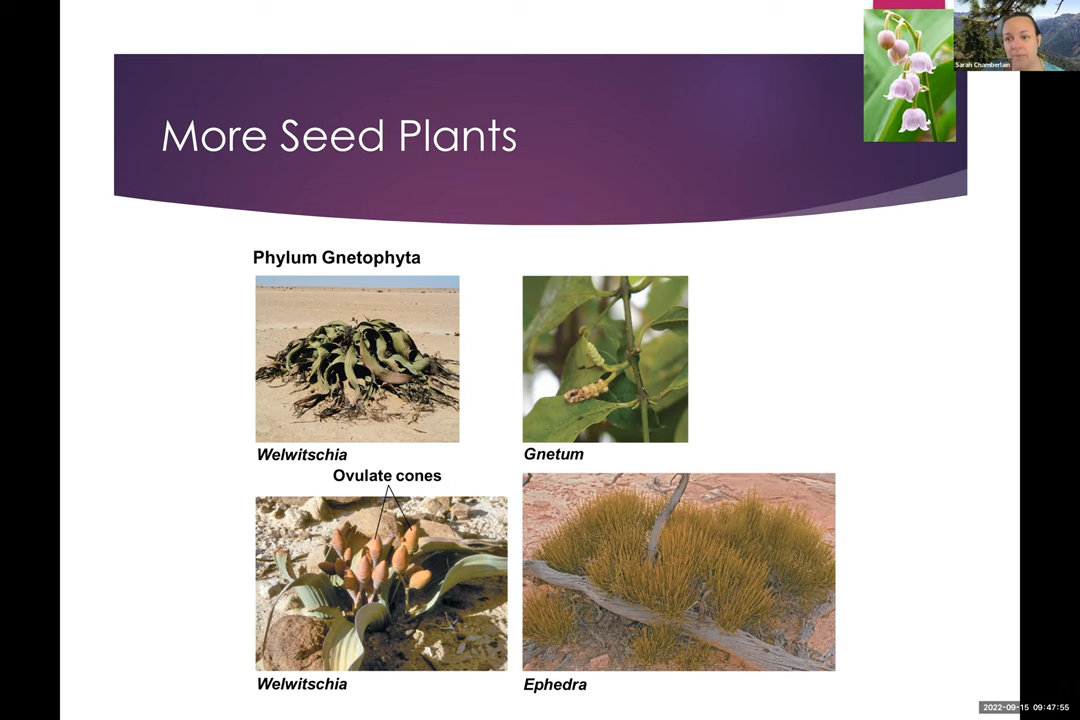 Sarah Chamberlain
More Seed Plants
Phylum Gnetophyta
Welwitschia
Gnetum
Ovulate cones
Welwitschia
Ephedra
2022-09-15 09:47:55